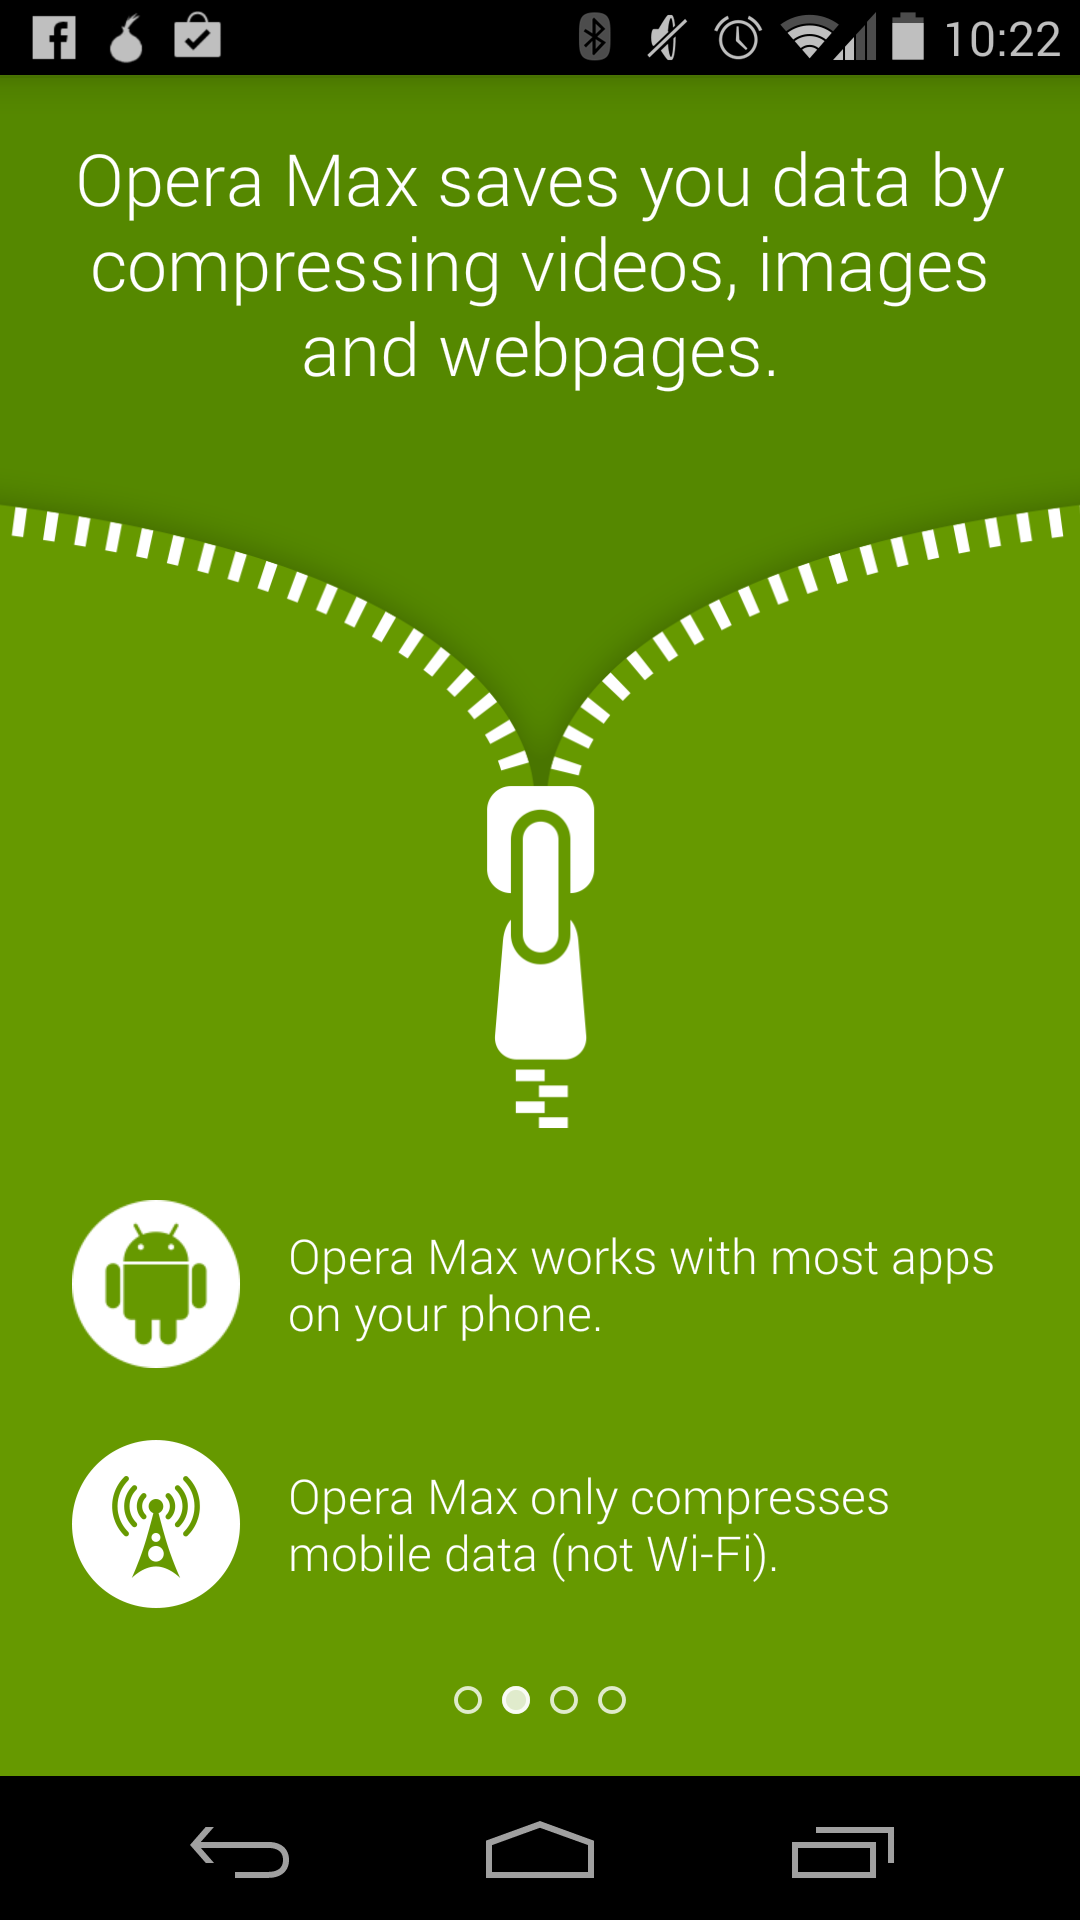 10:22
Opera Max saves you data by
compressing videos, images
and webpages.
Opera Max works with most apps
on your phone.
Opera Max only compresses
mobile data (not Wi-Fi).